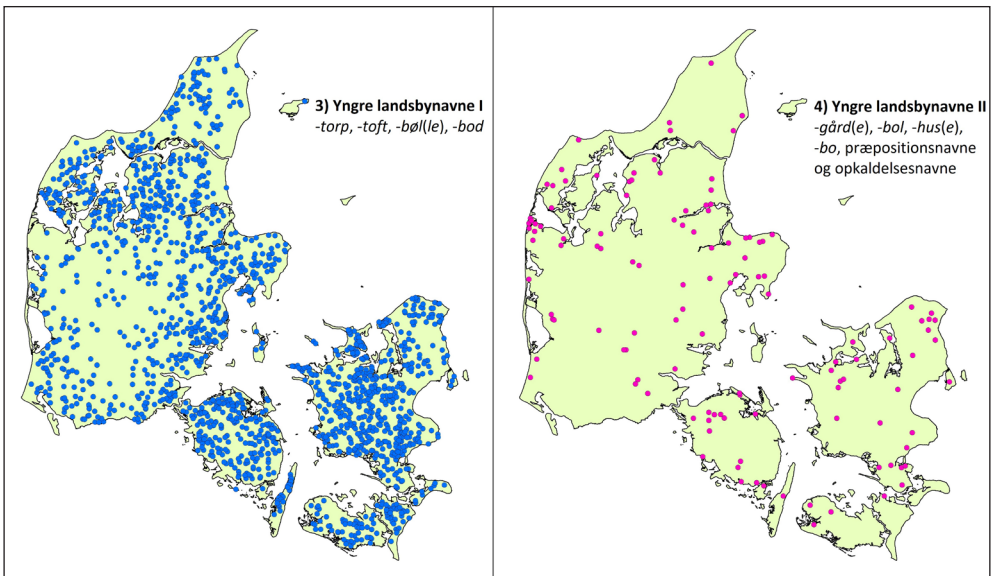 3) Yngre landsbynavne I
-torp, -toft, -bøl(le), -bod
4) Yngre landsbynavne II
-gård(e), -bol, -hus(e),
-bo, præpositionsnavne
og opkaldelsesnavne